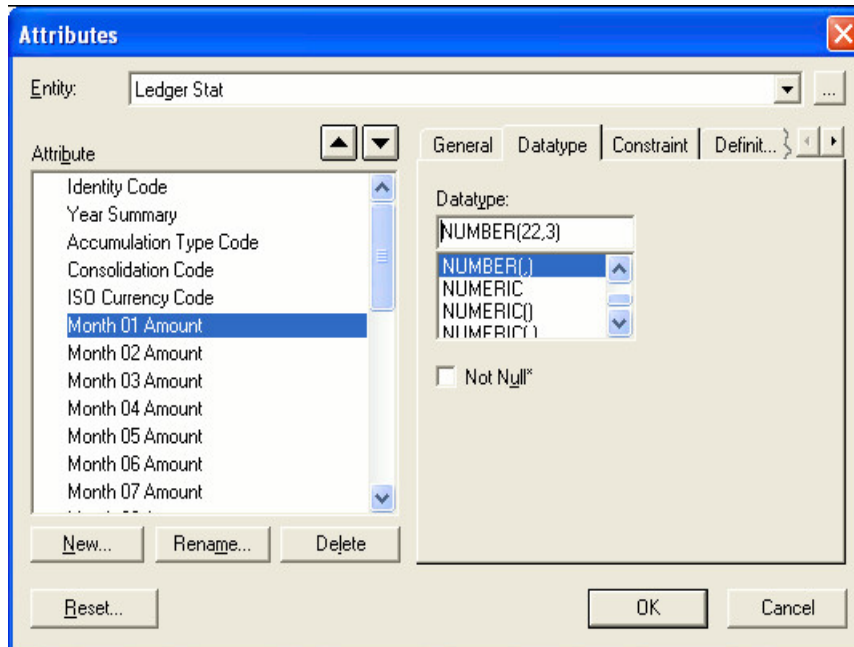 Attributes
Entity:
Ledger Stat
...
Attribute
General
Datatype
Constraint
Definit...
Identity Code
Year Summary
Accumulation Type Code
Consolidation Code
ISO Currency Code
Month 01 Amount
Month 02 Amount
Month 03 Amount
Month 04 Amount
Month 05 Amount
Month 06 Amount
Month 07 Amount
Datatype:
NUMBER(22,3)
NUMBER(,)
NUMERIC
NUMERIC()
NUMERIC(,)
Not Null*
New...
Rename...
Delete
Reset...
OK
Cancel